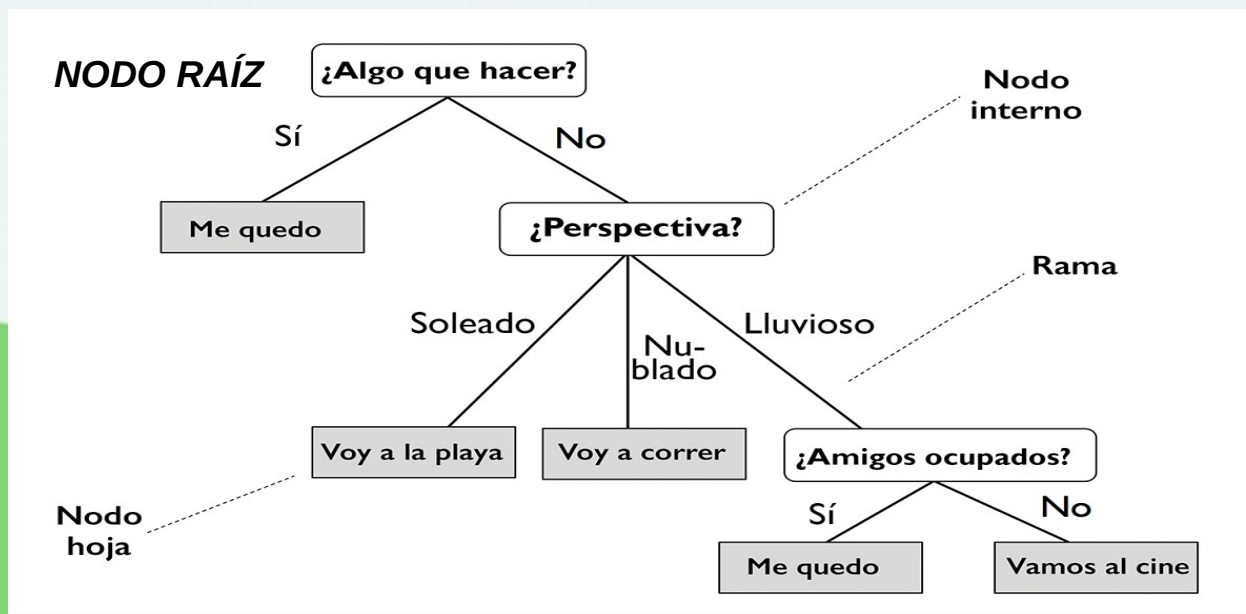 NODO RAÍZ
¿Algo que hacer?
Nodo
interno
Sí
No
Me quedo
¿Perspectiva?
Rama
Soleado
Nu-
blado
Lluvioso
Voy a la playa
Voy a correr
¿Amigos ocupados?
Nodo
hoja
Sí
No
Me quedo
Vamos al cine